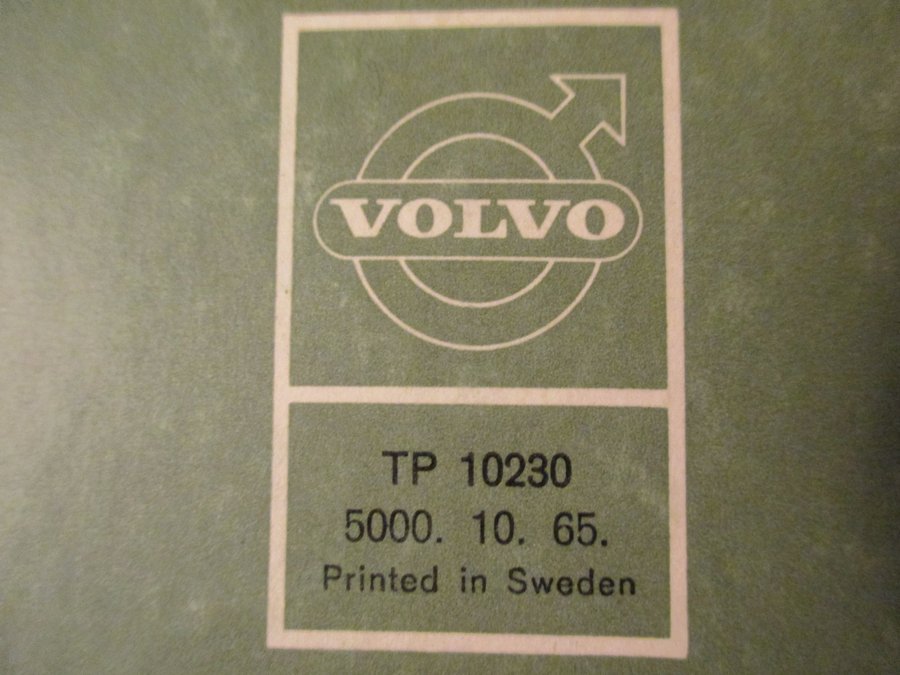 VOLVO
TP 10230
5000. 10. 65.
Printed in Sweden